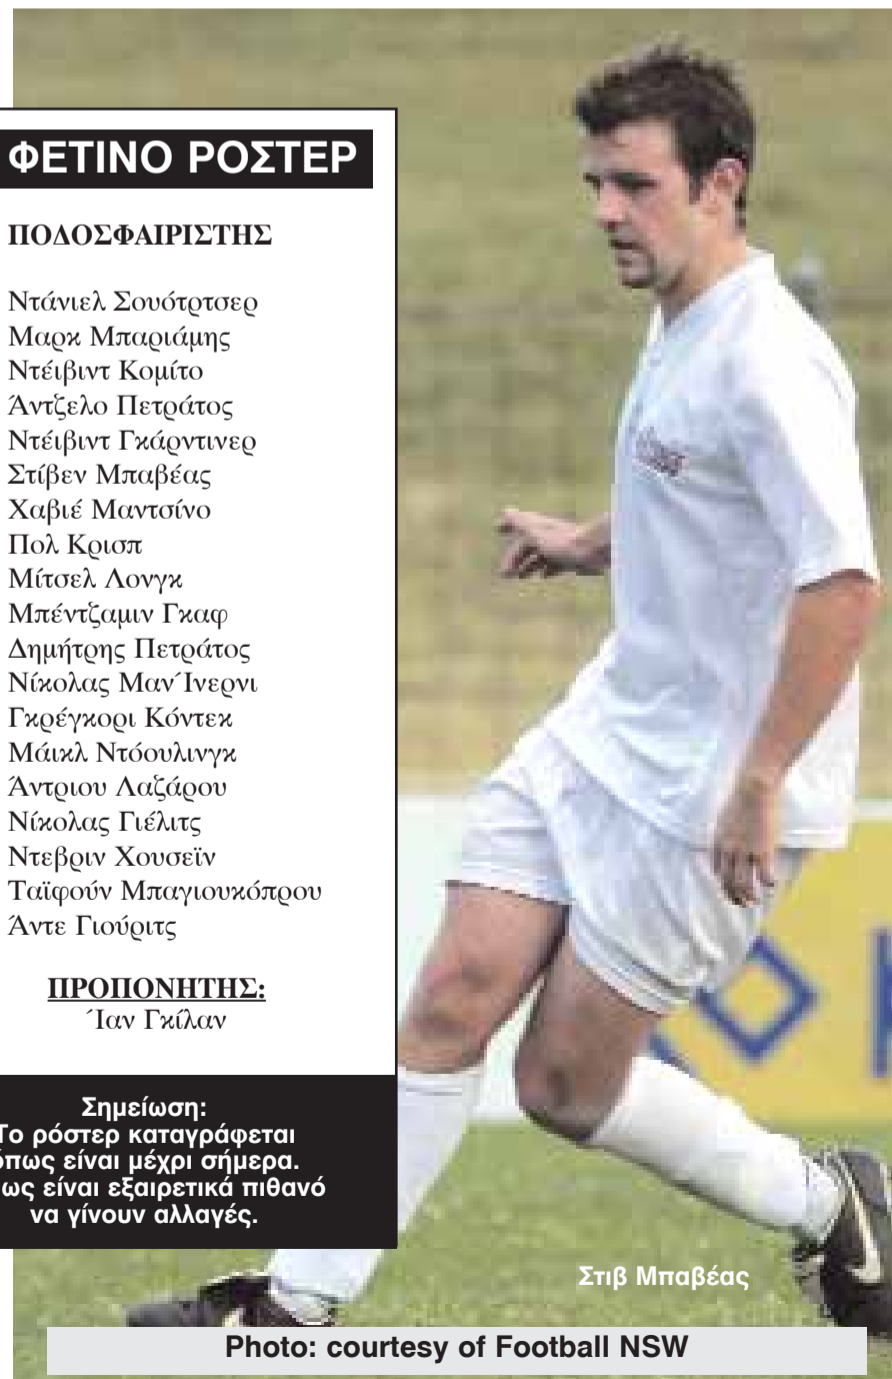 ΦΕΤΙΝΟ ΡΟΣΤΕΡ
ΠΟΔΟΣΦΑΙΡΙΣΤΗΣ
Ντάνιελ Σουότρτσερ
Μαρκ Μπαριάμης
Ντέιβιντ Κομίτο
Άντζελο Πετράτος
Ντέιβιντ Γκάρντινερ
Στίβεν Μπαβέας
Χαβιέ Μαντσίνο
Πολ Κρισπ
Μίτσελ Λονγκ
Μπέντζαμιν Γκαφ
Δημήτρης Πετράτος
Νίκολας Μαν΄Ινερνι
Γκρέγκορι Κόντεκ
Μάικλ Ντόουλινγκ
Άντριου Λαζάρου
Νίκολας Γιέλιτς
Ντεβριν Χουσεϊν
Ταϊφούν Μπαγιουκόπρου
Άντε Γιούριτς
ΠΡΟΠΟΝΗΤΗΣ:
΄Ιαν Γκίλαν
Σημείωση:
Το ρόστερ καταγράφεται
όπως είναι μέχρι σήμερα.
ως είναι εξαιρετικά πιθανό
να γίνουν αλλαγές.
Στιβ Μπαβέας
Photo: courtesy of Football NSW